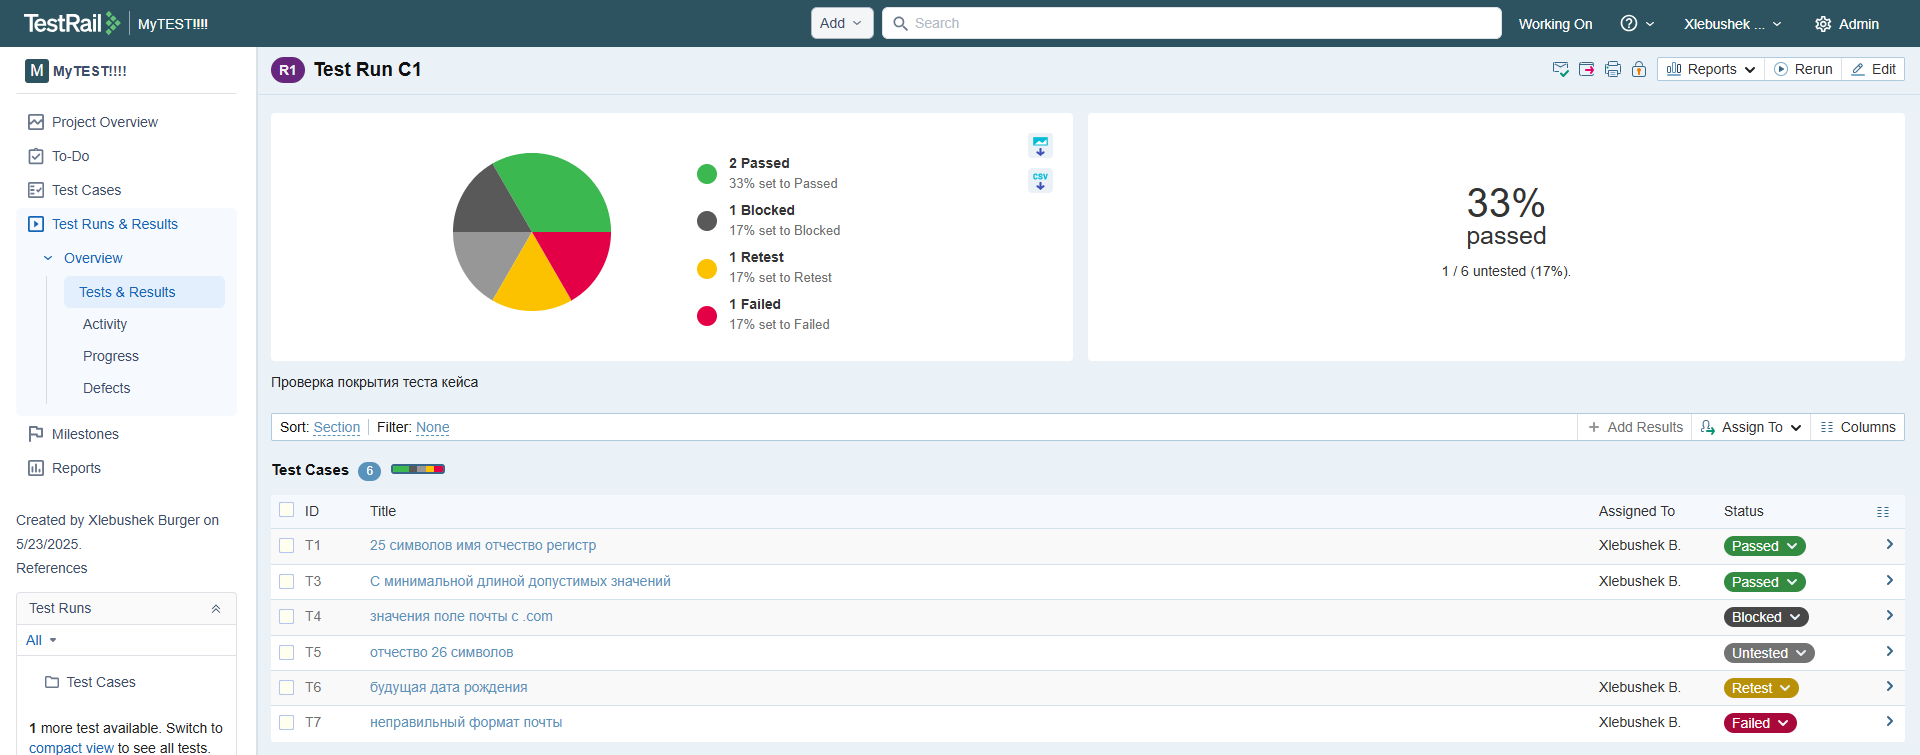 TestRail MyTEST!!!! Add Search Working On Xlebushek ... Admin
M MyTEST!!!!
Project Overview
To-Do
Test Cases
Test Runs & Results
Overview
Tests & Results
Activity
Progress
Defects
Milestones
Reports
Created by Xlebushek Burger on
5/23/2025.
References
Test Runs
All
Test Cases
1 more test available. Switch to
compact view to see all tests.
R1 Test Run C1 Reports Rerun Edit
2 Passed
33% set to Passed
1 Blocked
17% set to Blocked
1 Retest
17% set to Retest
1 Failed
17% set to Failed
CSV
33%
passed
1 / 6 untested (17%).
Проверка покрытия теста кейса
Sort: Section Filter: None + Add Results Assign To Columns
Test Cases 6
ID Title Assigned To Status
T1 25 символов имя отчество регистр Xlebushek B. Passed
T3 С минимальной длиной допустимых значений Xlebushek B. Passed
T4 значения поле почты с .com Blocked
T5 отчество 26 символов Untested
T6 будущая дата рождения Xlebushek B. Retest
T7 неправильный формат почты Xlebushek B. Failed